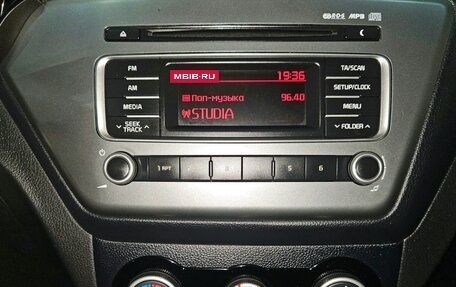 RDS MP3
FM
AM
MEDIA
SEEK
TRACK
MBIB-RU 19:36
Поп-музыка 96.40
STUDIA
TA/SCAN
SETUP/CLOCK
MENU
FOLDER
1 RPT
5
6